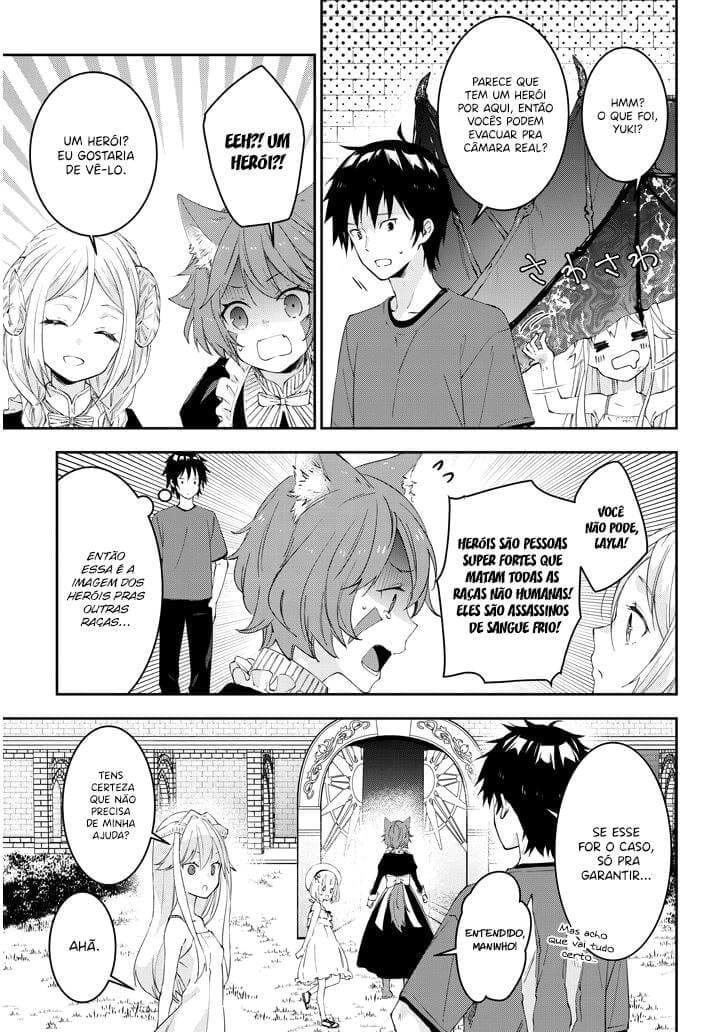 HMM?
O QUE FOI,
YUKI?
PARECE QUE
TEM UM HERÓI
POR AQUI, ENTÃO
VOCÊS PODEM
EVACUAR PRA
CÂMARA REAL?
さわさわ
EEH?! UM
HERÓI?!
UM HERÓI?
EU GOSTARIA
DE VÊ-LO.
VOCÊ
NÃO PODE,
LAYLA!
HERÓIS SÃO PESSOAS
SUPER FORTES QUE
MATAM TODAS AS
RAÇAS NÃO HUMANAS!
ELES SÃO ASSASSINOS
DE SANGUE FRIO!
ENTÃO
ESSA É A
IMAGEM DOS
HERÓIS PRAS
OUTRAS
RAÇAS...
SE ESSE
FOR O CASO,
SÓ PRA
GARANTIR...
Mas acho
que vai tudo
certo...
ENTENDIDO,
MANINHO!
TENS
CERTEZA
QUE NÃO
PRECISA
DE MINHA
AJUDA?
AHÃ.